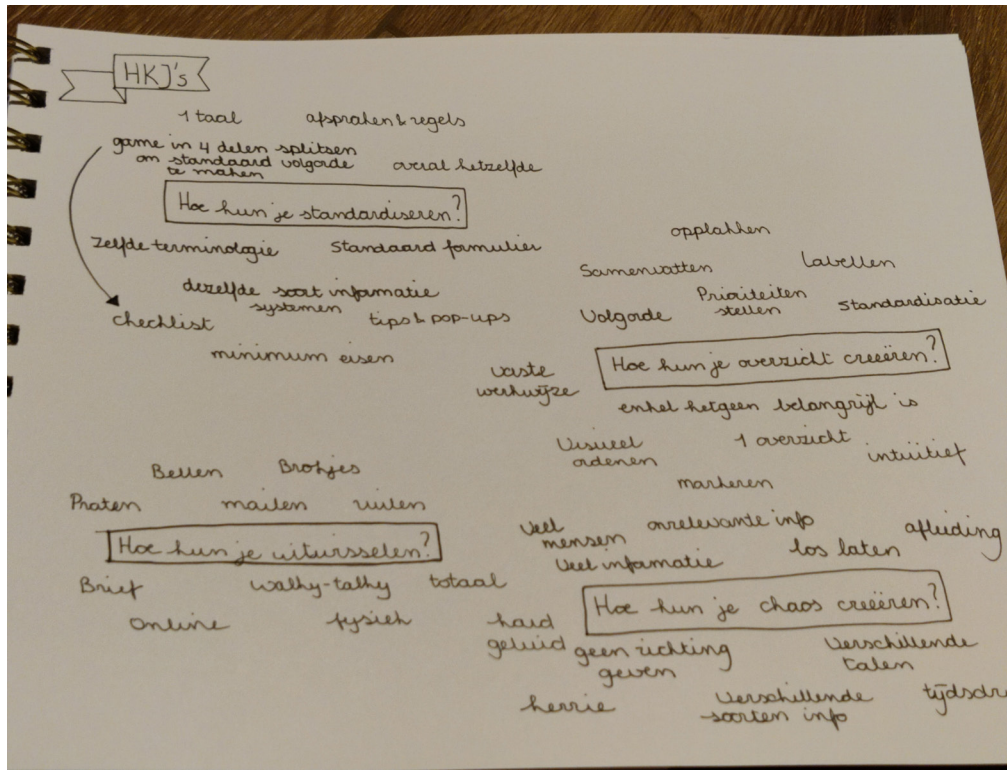 HKJ's
1 taal
afspraken & regels
game in 4 delen splitsen
om standaard volgorde
te maken
overal hetzelfde
Hoe kun je standardiseren?
Zelfde terminologie
Standaard formulier
dezelfde soort informatie
systemen
checklist
tips & pop-ups
minimum eisen
opplakken
Samenvatten
Labellen
Volgorde
Prioriteiten
stellen
Standardisatie
Hoe kun je overzicht creëeren?
vaste
werkwijze
enkel hetgeen belangrijk is
Visueel
ordenen
1 overzicht
intuïtief
markeren
Bellen
Brokjes
Praten
mailen
ruilen
Hoe kun je uitwisselen?
Brief
walky-talky
totaal
Online
fysiek
Veel
mensen
onrelevante info
afleiding
Veel informatie
los laten
Hoe kun je chaos creëeren?
hard
geluid
geen richting
geven
Verschillende
talen
herrie
Verschillende
soorten info
tijdsdr